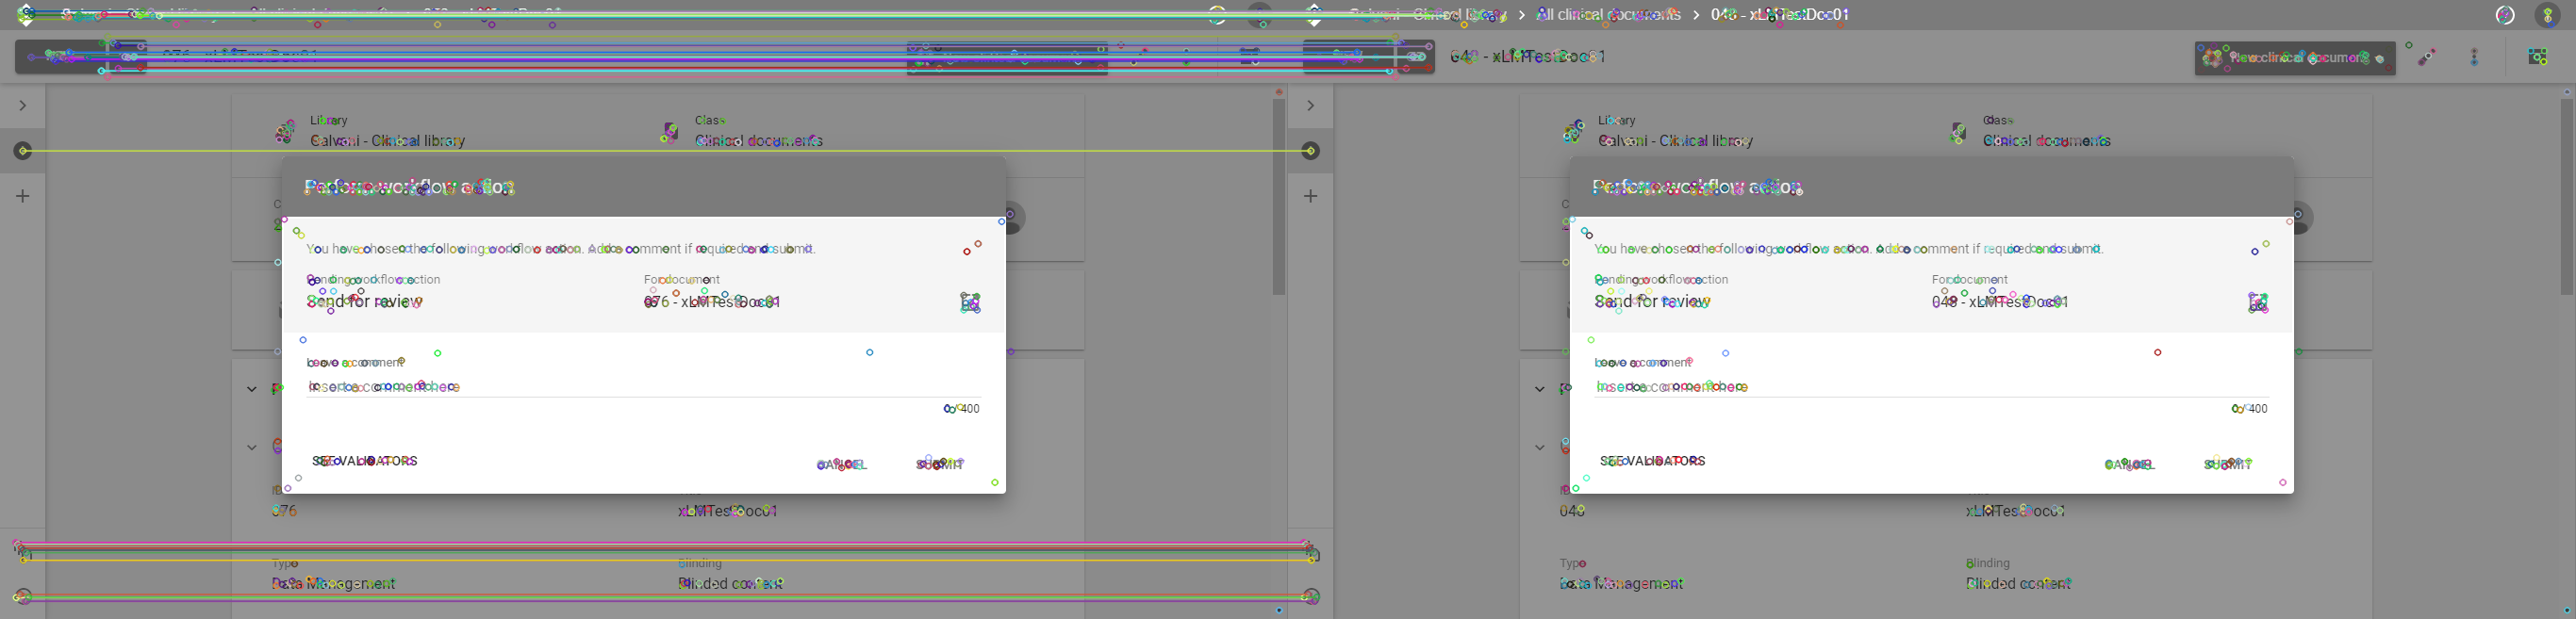 Galvani - Clinical library > All clinical documents > 048 - xLMTestDoc01
076 - xLMTestDoc01
048 - xLMTestDoc01
New clinical document
Library
Galvani - Clinical library
Class
Clinical documents
Perform workflow action
You have chosen the following workflow action. Add a comment if required and submit.
Pending workflow action
Send for review
For document
076 - xLMTestDoc01
Leave a comment
Insert a comment here
0 / 400
SEE VALIDATORS
CANCEL
SUBMIT
076
xLMTestDoc01
Type
Data Management
Blinding
Blinded content
Library
Galvani - Clinical library
Class
Clinical documents
Perform workflow action
You have chosen the following workflow action. Add a comment if required and submit.
Pending workflow action
Send for review
For document
048 - xLMTestDoc01
Leave a comment
Insert a comment here
0 / 400
SEE VALIDATORS
CANCEL
SUBMIT
048
xLMTestDoc01
Type
Data Management
Blinding
Blinded content